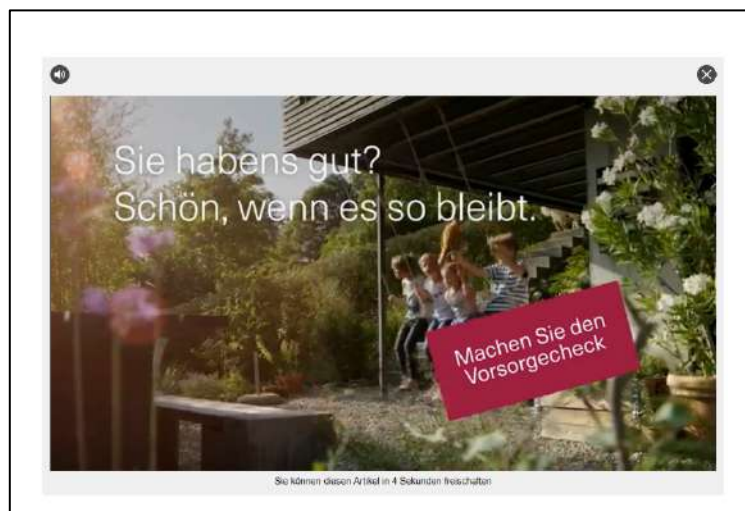 Sie habens gut?
Schön, wenn es so bleibt.
Machen Sie den
Vorsorgecheck
Sie können diesen Artikel in 4 Sekunden freischalten